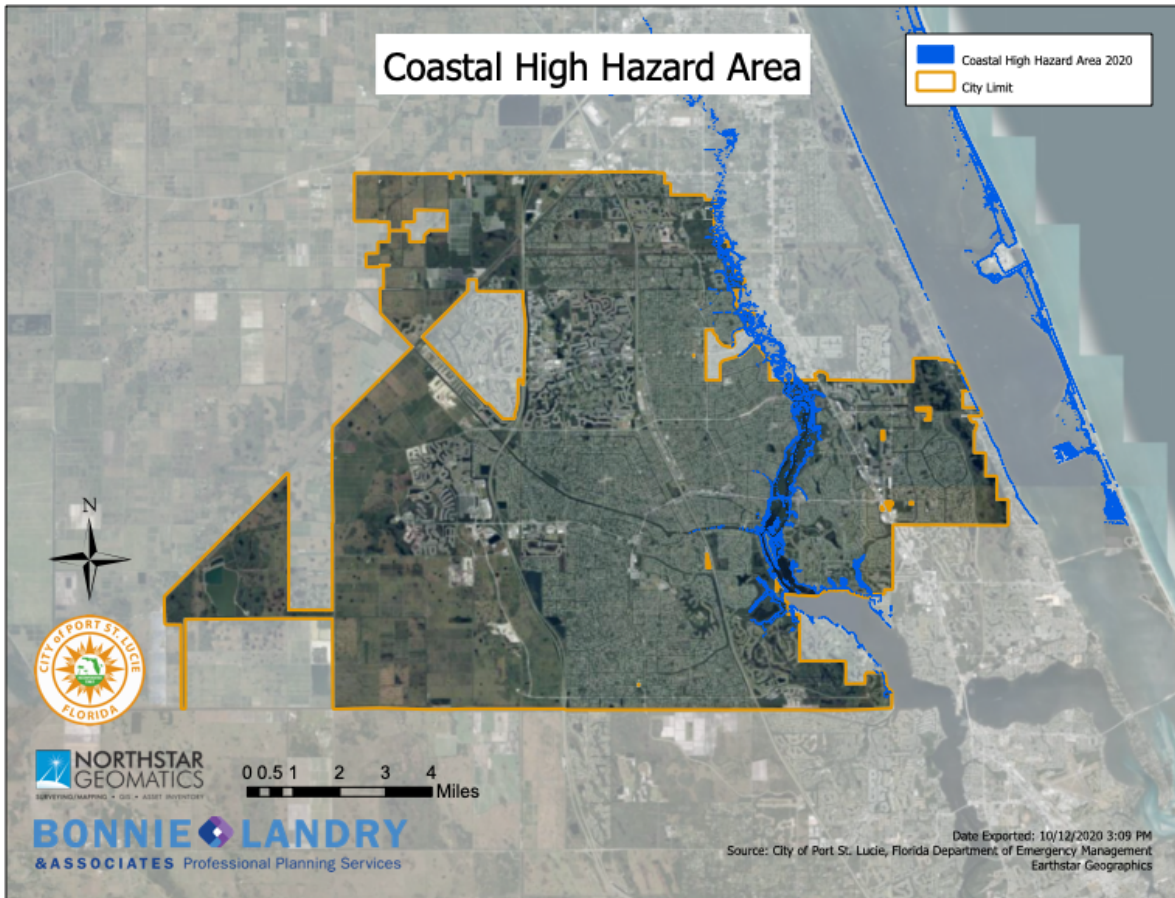 Coastal High Hazard Area
Coastal High Hazard Area 2020
City Limit
N
CITY of PORT ST. LUCIE
FLORIDA
NORTHSTAR
GEOMATICS
SURVEYING/MAPPING • GIS • ASSET INVENTORY
0 0.5 1 2 3 4
Miles
BONNIE LANDRY
& ASSOCIATES Professional Planning Services
Date Exported: 10/12/2020 3:09 PM
Source: City of Port St. Lucie, Florida Department of Emergency Management
Earthstar Geographics